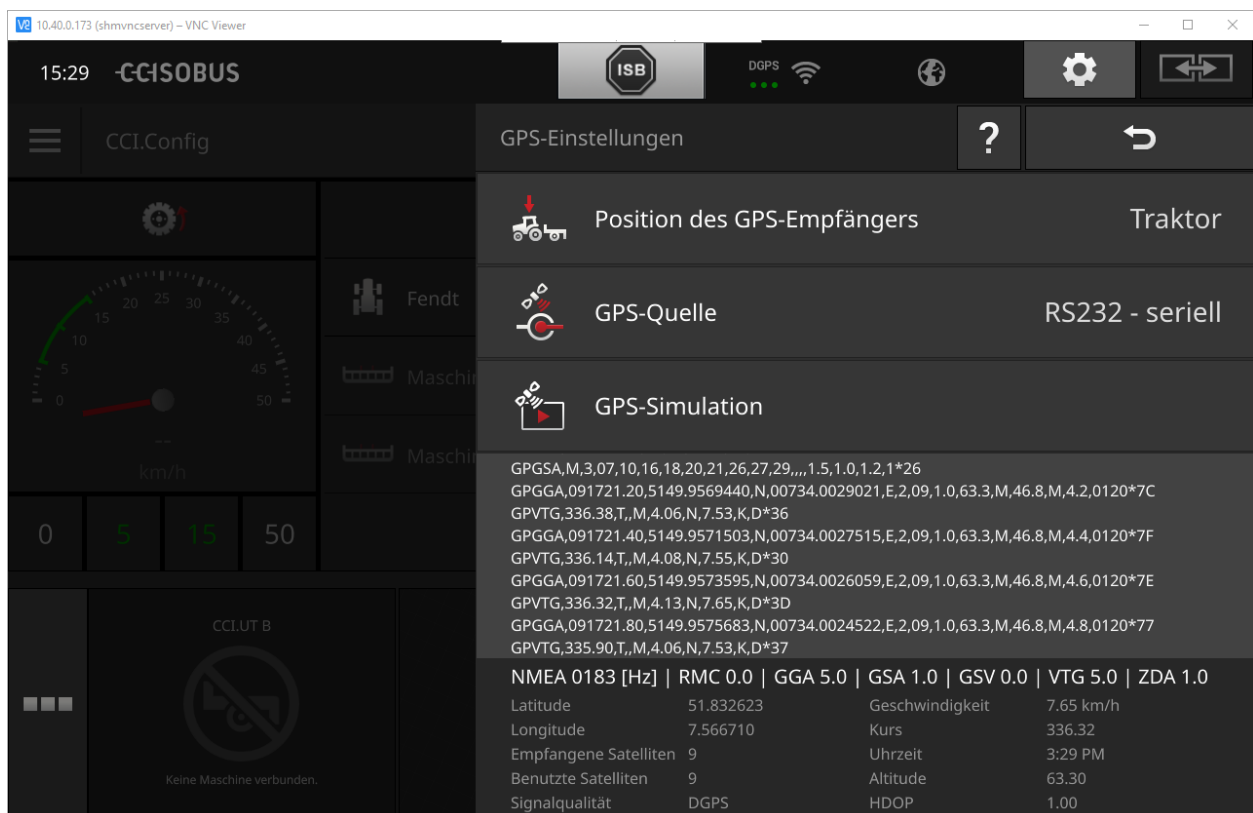 10.40.0.173 (shmvncserver) – VNC Viewer
15:29 CCISOBUS
ISB
DGPS
CCI.Config
GPS-Einstellungen
?
Position des GPS-Empfängers Traktor
GPS-Quelle RS232 - seriell
GPS-Simulation
0 5 10 15 20 25 30 35 40 45 50
--
km/h
0 5 15 50
Fendt
Maschin
Maschin
CCI.UT B
Keine Maschine verbunden.
GPGSA,M,3,07,10,16,18,20,21,26,27,29,,,,1.5,1.0,1.2,1*26
GPGGA,091721.20,5149.9569440,N,00734.0029021,E,2,09,1.0,63.3,M,46.8,M,4.2,0120*7C
GPVTG,336.38,T,,M,4.06,N,7.53,K,D*36
GPGGA,091721.40,5149.9571503,N,00734.0027515,E,2,09,1.0,63.3,M,46.8,M,4.4,0120*7F
GPVTG,336.14,T,,M,4.08,N,7.55,K,D*30
GPGGA,091721.60,5149.9573595,N,00734.0026059,E,2,09,1.0,63.3,M,46.8,M,4.6,0120*7E
GPVTG,336.32,T,,M,4.13,N,7.65,K,D*3D
GPGGA,091721.80,5149.9575683,N,00734.0024522,E,2,09,1.0,63.3,M,46.8,M,4.8,0120*77
GPVTG,335.90,T,,M,4.06,N,7.53,K,D*37
NMEA 0183 [Hz] | RMC 0.0 | GGA 5.0 | GSA 1.0 | GSV 0.0 | VTG 5.0 | ZDA 1.0
Latitude 51.832623 Geschwindigkeit 7.65 km/h
Longitude 7.566710 Kurs 336.32
Empfangene Satelliten 9 Uhrzeit 3:29 PM
Benutzte Satelliten 9 Altitude 63.30
Signalqualität DGPS HDOP 1.00